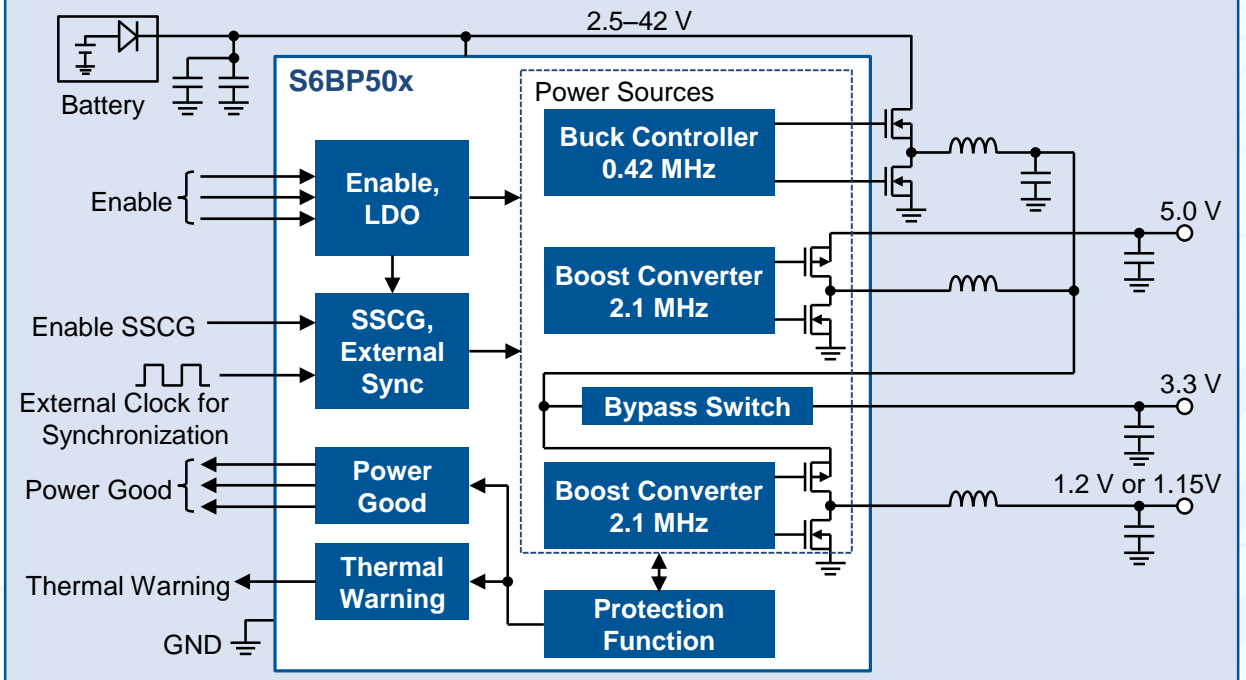 2.5–42 V
Battery
S6BP50x
Power Sources
Buck Controller
0.42 MHz
Enable
Enable,
LDO
5.0 V
Boost Converter
2.1 MHz
Enable SSCG
SSCG,
External
Sync
External Clock for
Synchronization
Bypass Switch
3.3 V
Power Good
Power
Good
Boost Converter
2.1 MHz
1.2 V or 1.15V
Thermal Warning
Thermal
Warning
Protection
Function
GND